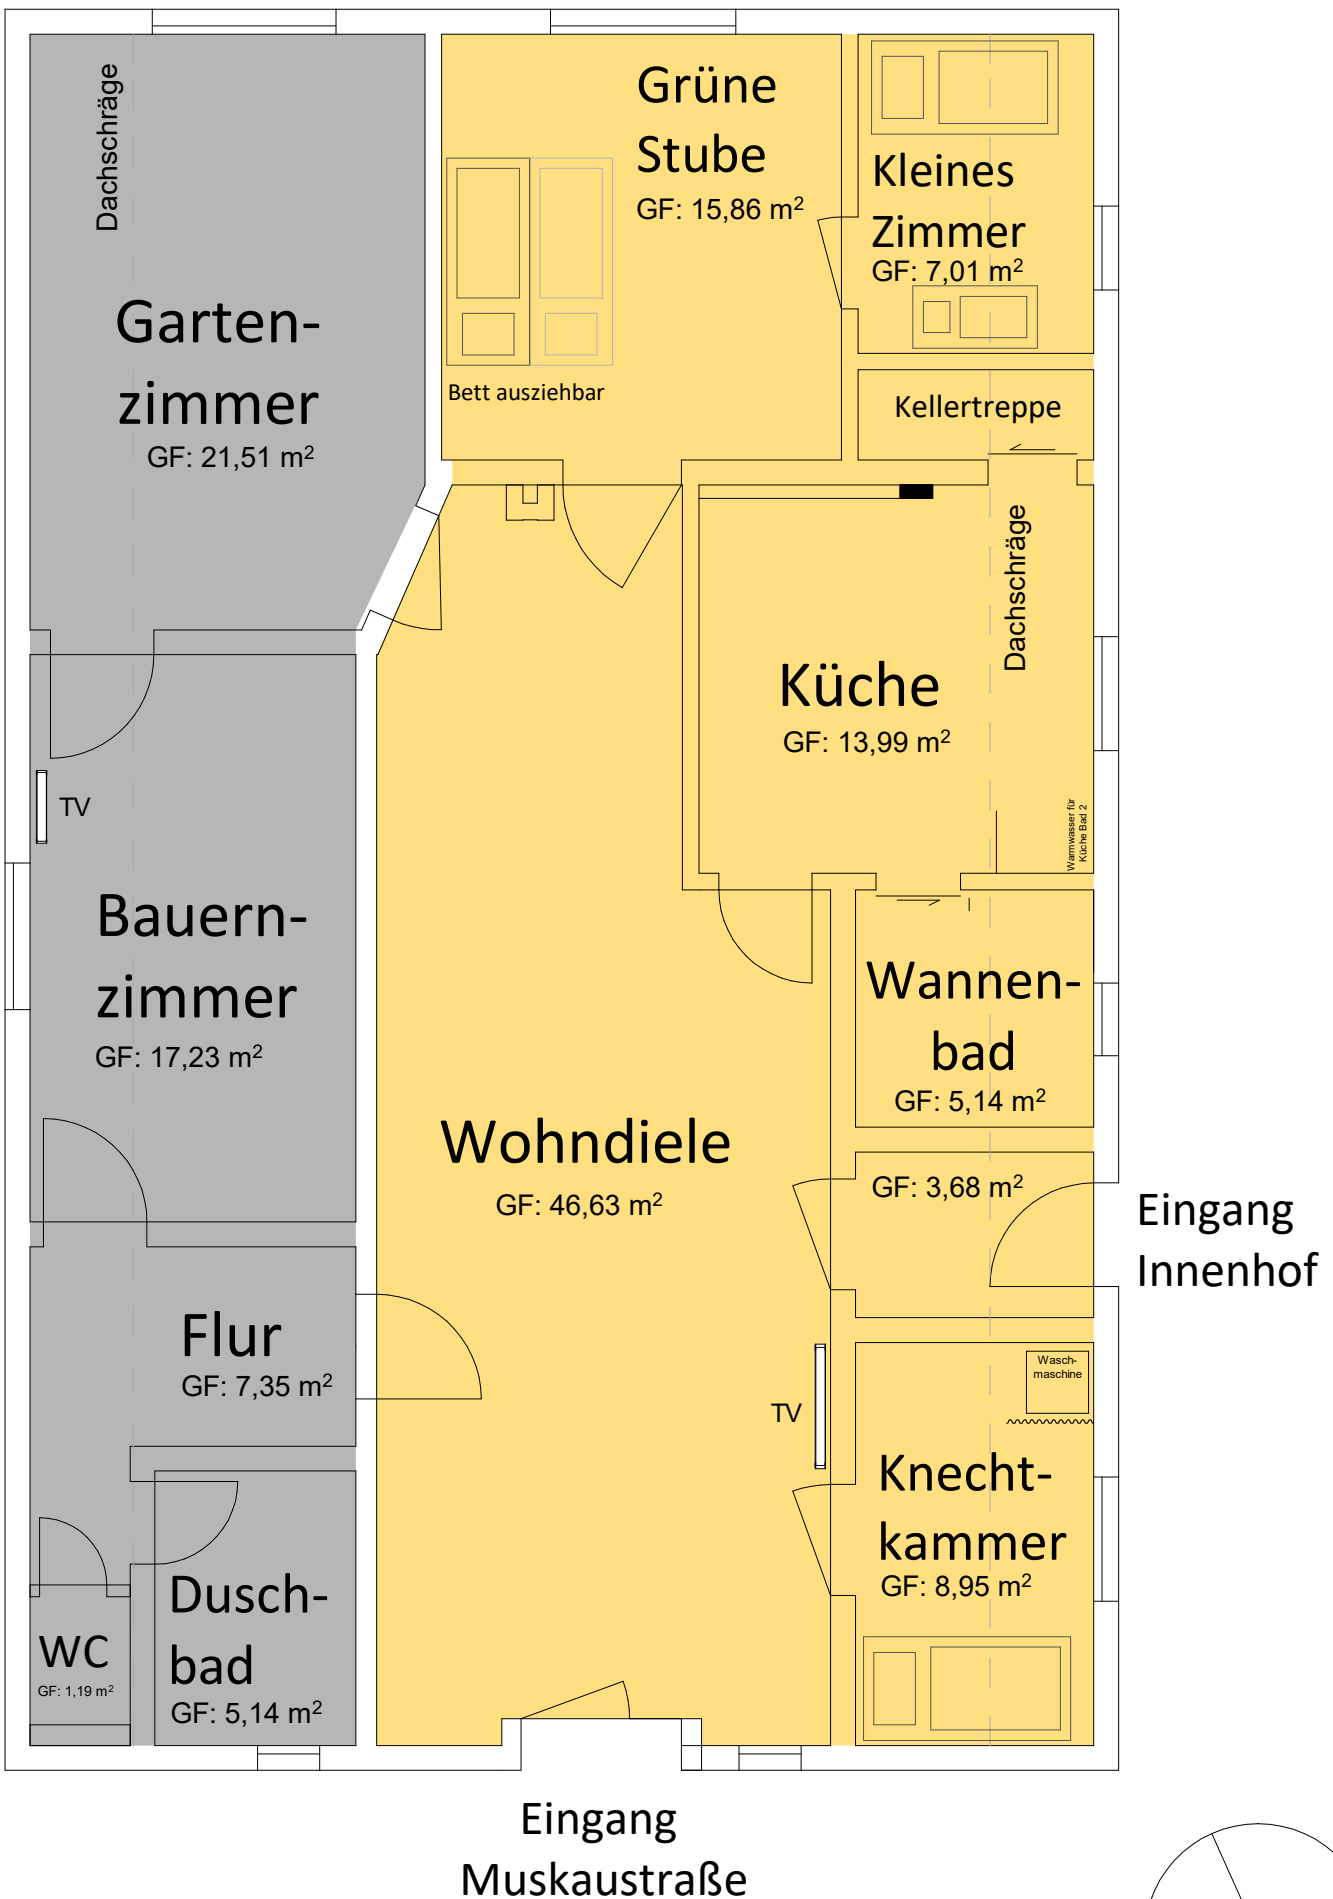 Dachschräge
Garten-
zimmer
GF: 21,51 m²
Grüne
Stube
GF: 15,86 m²
Bett ausziehbar
Kleines
Zimmer
GF: 7,01 m²
Kellertreppe
Dachschräge
Küche
GF: 13,99 m²
Warmwasser für
Küche Bad 2
TV
Bauern-
zimmer
GF: 17,23 m²
Wannen-
bad
GF: 5,14 m²
Wohndiele
GF: 46,63 m²
GF: 3,68 m²
Eingang
Innenhof
Flur
GF: 7,35 m²
TV
Wasch-
maschine
Knecht-
kammer
GF: 8,95 m²
WC
GF: 1,19 m²
Dusch-
bad
GF: 5,14 m²
Eingang
Muskaustraße